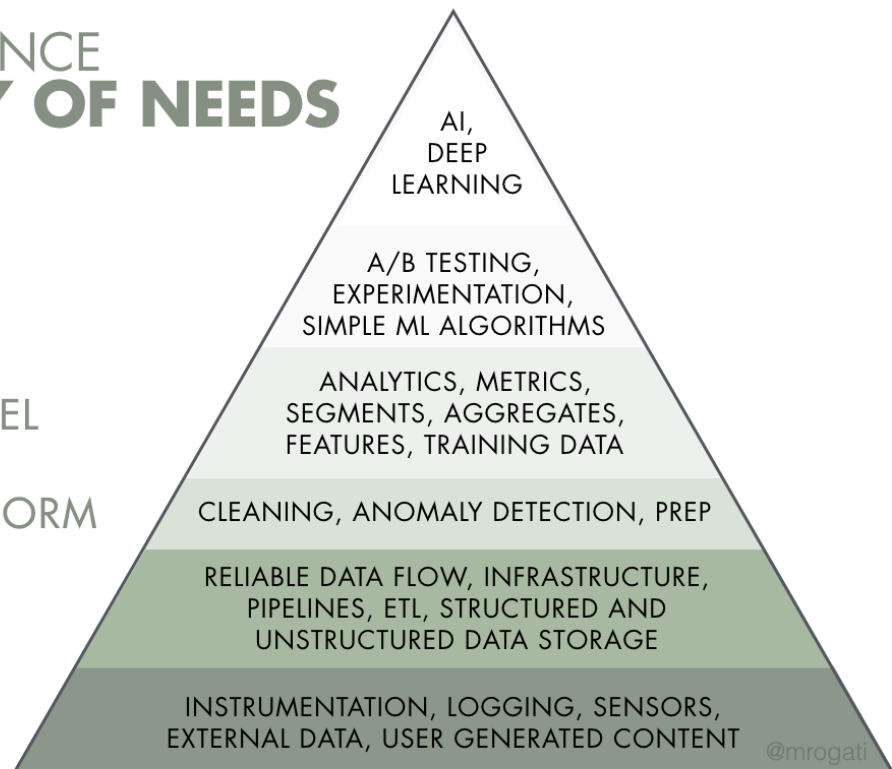 NCE
OF NEEDS
AI,
DEEP
LEARNING
A/B TESTING,
EXPERIMENTATION,
SIMPLE ML ALGORITHMS
ANALYTICS, METRICS,
SEGMENTS, AGGREGATES,
FEATURES, TRAINING DATA
EL
ORM
CLEANING, ANOMALY DETECTION, PREP
RELIABLE DATA FLOW, INFRASTRUCTURE,
PIPELINES, ETL, STRUCTURED AND
UNSTRUCTURED DATA STORAGE
INSTRUMENTATION, LOGGING, SENSORS,
EXTERNAL DATA, USER GENERATED CONTENT
@mrogati